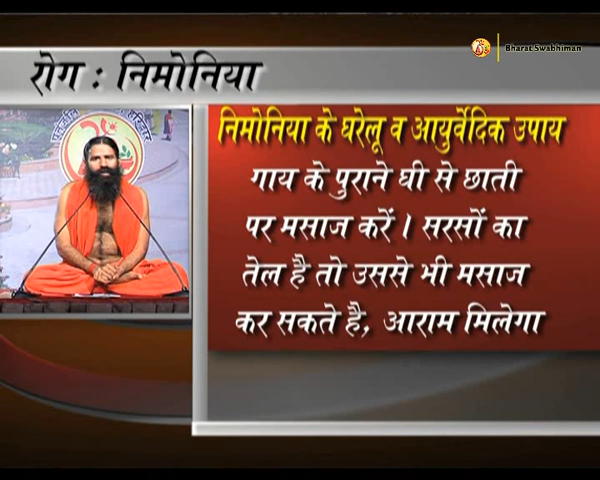 Bharat Swabhiman
रोग : निमोनिया
निमोनिया के घरेलू व आयुर्वेदिक उपाय
गाय के पुराने घी से छाती
पर मसाज करें । सरसों का
तेल है तो उससे भी मसाज
कर सकते है, आराम मिलेगा